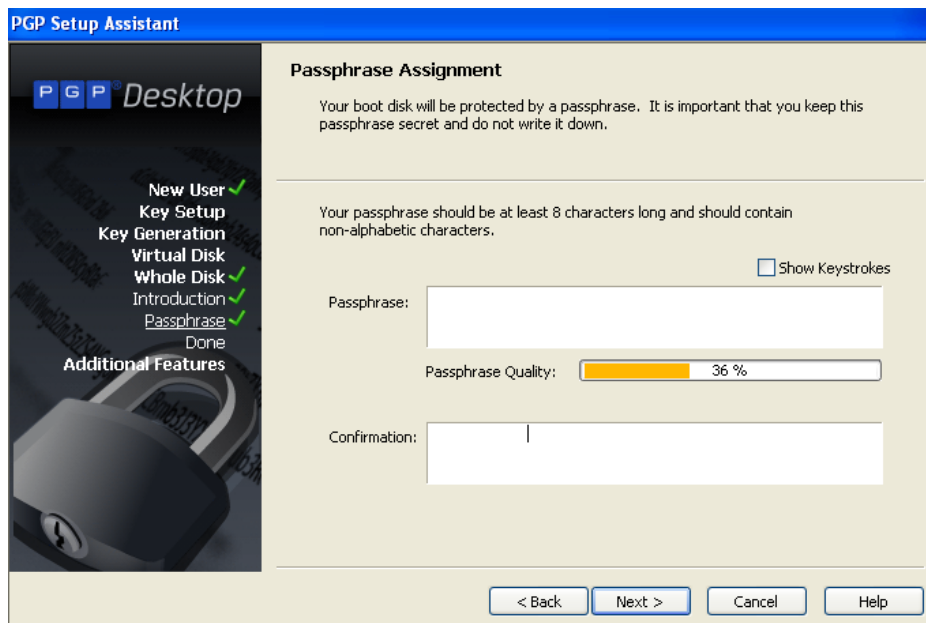 PGP Setup Assistant
PGP® Desktop
New User
Key Setup
Key Generation
Virtual Disk
Whole Disk
Introduction
Passphrase
Done
Additional Features
Passphrase Assignment
Your boot disk will be protected by a passphrase. It is important that you keep this
passphrase secret and do not write it down.
Your passphrase should be at least 8 characters long and should contain
non-alphabetic characters.
Show Keystrokes
Passphrase:
Passphrase Quality: 36 %
Confirmation:
< Back Next > Cancel Help